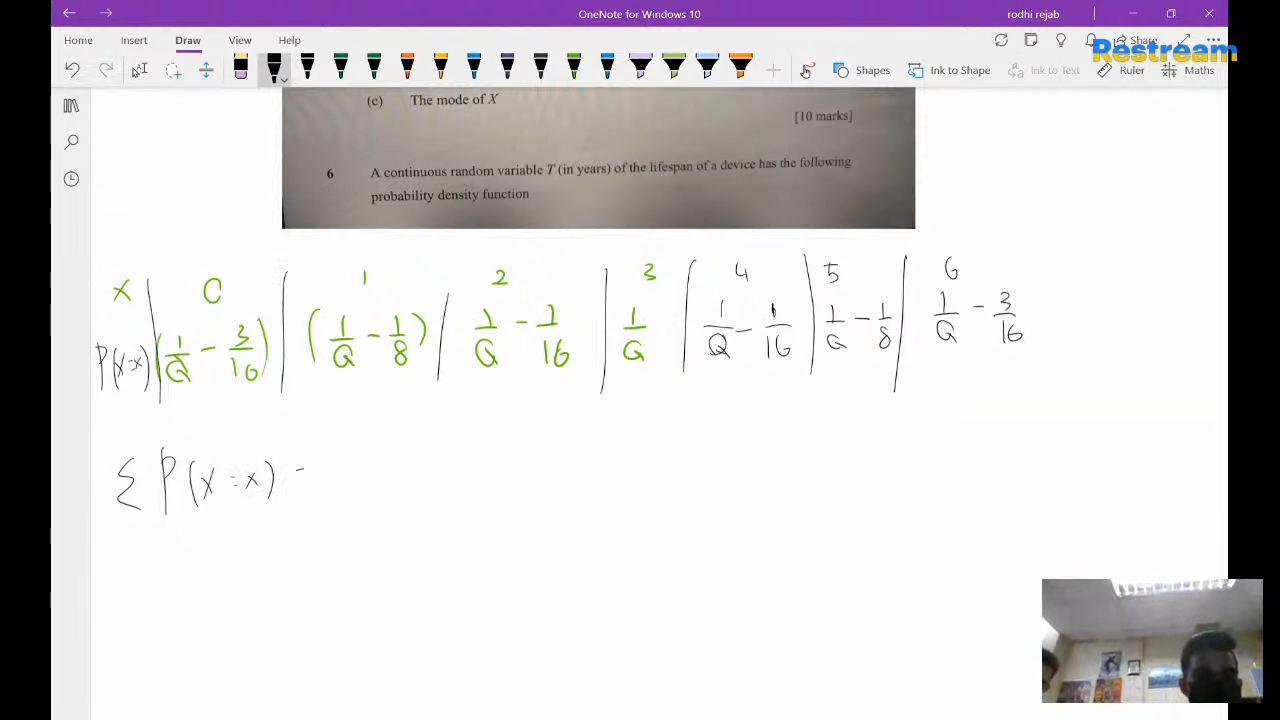 OneNote for Windows 10
rodhi rejab
Home Insert Draw View Help
Share
Restream
Shapes Ink to Shape Ink to Text Ruler Maths
(c) The mode of X
[10 marks]
6 A continuous random variable T (in years) of the lifespan of a device has the following
probability density function
x 0 1 2 3 4 5 6
P(X=x) (1/Q - 3/16) (1/Q - 1/8) 1/Q - 1/16 1/Q 1/Q - 1/16 1/Q - 1/8 1/Q - 3/16
Σ P(X=x) =